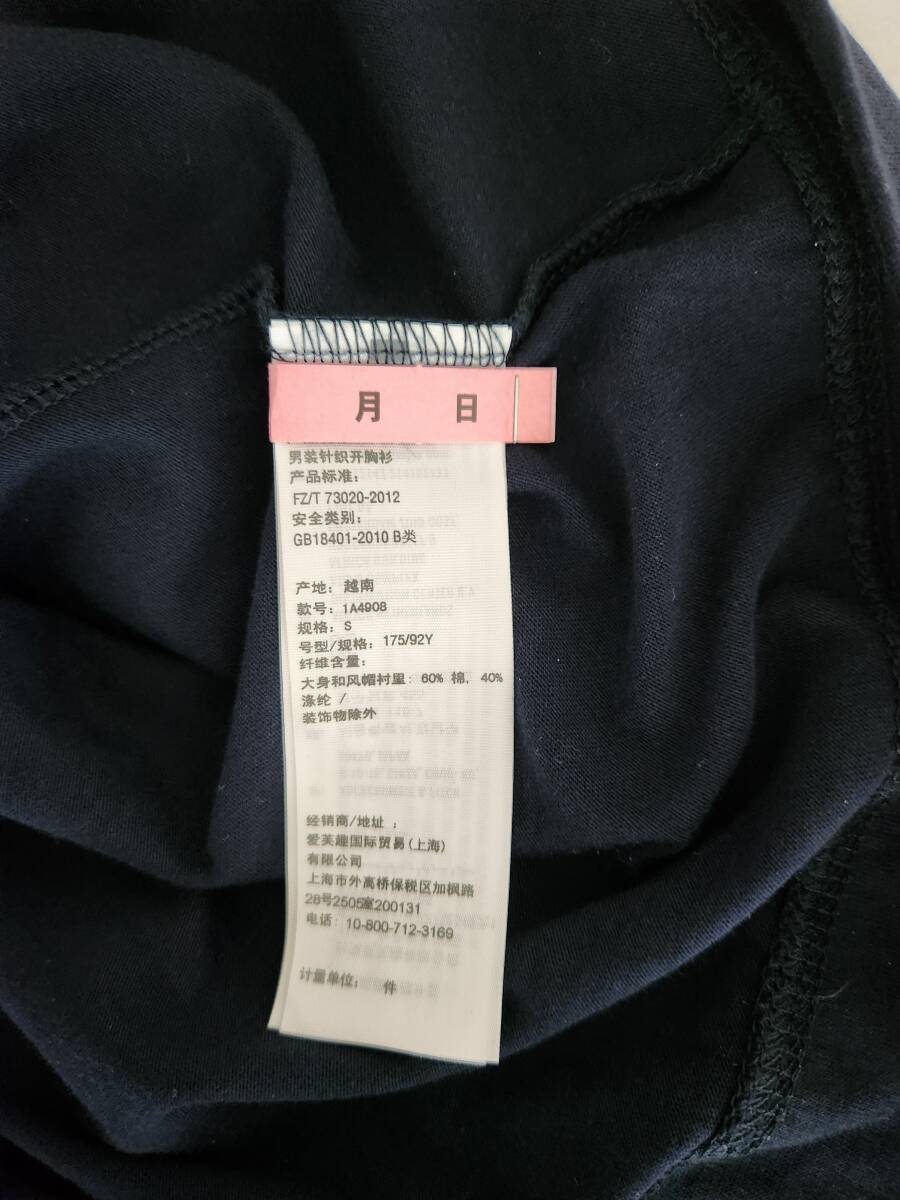 月 日
男装针织开胸衫
产品标准：
FZ/T 73020-2012
安全类别：
GB18401-2010 B类
产地：越南
款号：1A4908
规格：S
号型/规格：175/92Y
纤维含量：
大身和风帽衬里：60% 棉，40%
涤纶 /
装饰物除外
经销商/地址 ：
爱芙趣国际贸易(上海)
有限公司
上海市外高桥保税区加枫路
28号2505室200131
电话：10-800-712-3169
计量单位： 件